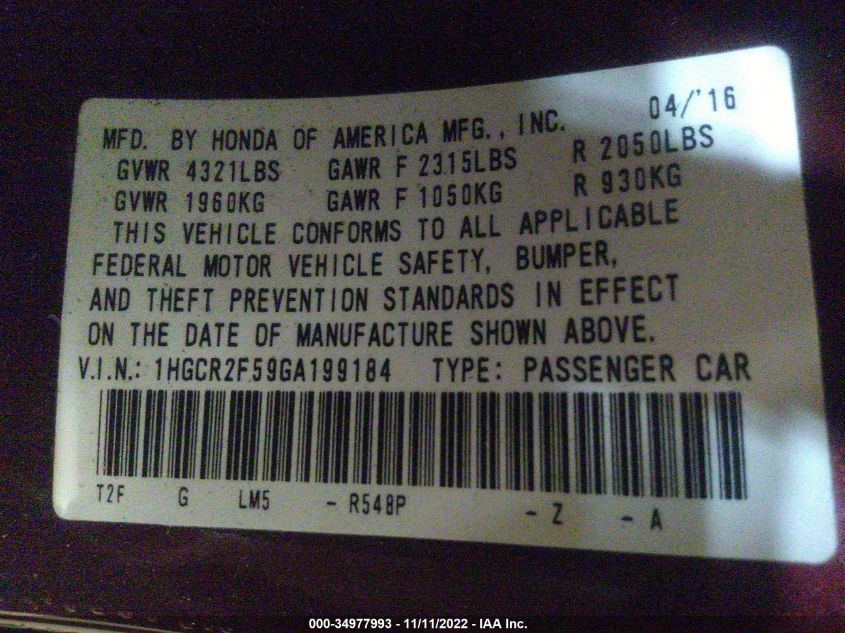 04/'16
MFD. BY HONDA OF AMERICA MFG., INC.
GVWR 4321LBS GAWR F 2315LBS R 2050LBS
GVWR 1960KG GAWR F 1050KG R 930KG
THIS VEHICLE CONFORMS TO ALL APPLICABLE
FEDERAL MOTOR VEHICLE SAFETY, BUMPER,
AND THEFT PREVENTION STANDARDS IN EFFECT
ON THE DATE OF MANUFACTURE SHOWN ABOVE.
V.I.N.: 1HGCR2F59GA199184 TYPE: PASSENGER CAR
T2F G LM5 - R548P - Z - A
000-34977993 - 11/11/2022 - IAA Inc.